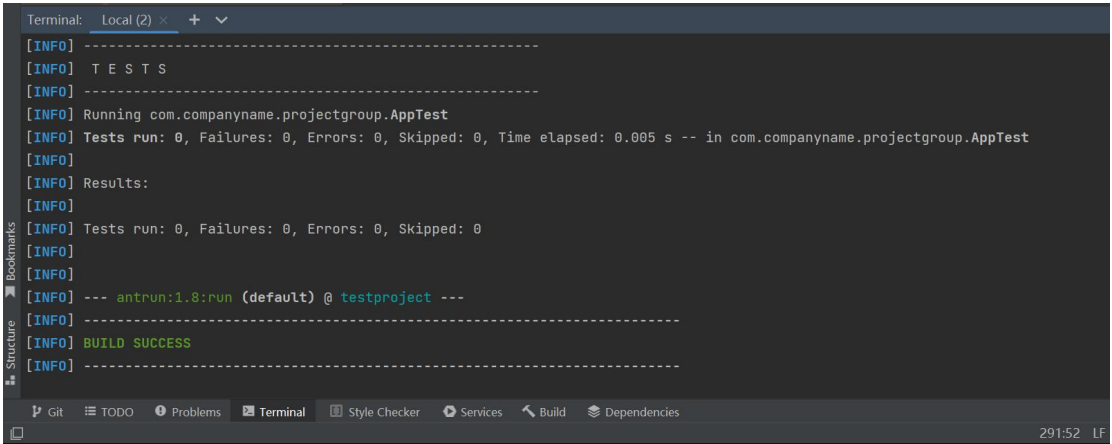 Terminal: Local (2) × +
[INFO] -------------------------------------------------------
[INFO]  T E S T S
[INFO] -------------------------------------------------------
[INFO] Running com.companyname.projectgroup.AppTest
[INFO] Tests run: 0, Failures: 0, Errors: 0, Skipped: 0, Time elapsed: 0.005 s -- in com.companyname.projectgroup.AppTest
[INFO]
[INFO] Results:
[INFO]
[INFO] Tests run: 0, Failures: 0, Errors: 0, Skipped: 0
[INFO]
[INFO]
[INFO] --- antrun:1.8:run (default) @ testproject ---
[INFO] ------------------------------------------------------------------------
[INFO] BUILD SUCCESS
[INFO] ------------------------------------------------------------------------
Bookmarks
Structure
Git TODO Problems Terminal Style Checker Services Build Dependencies
291:52 LF